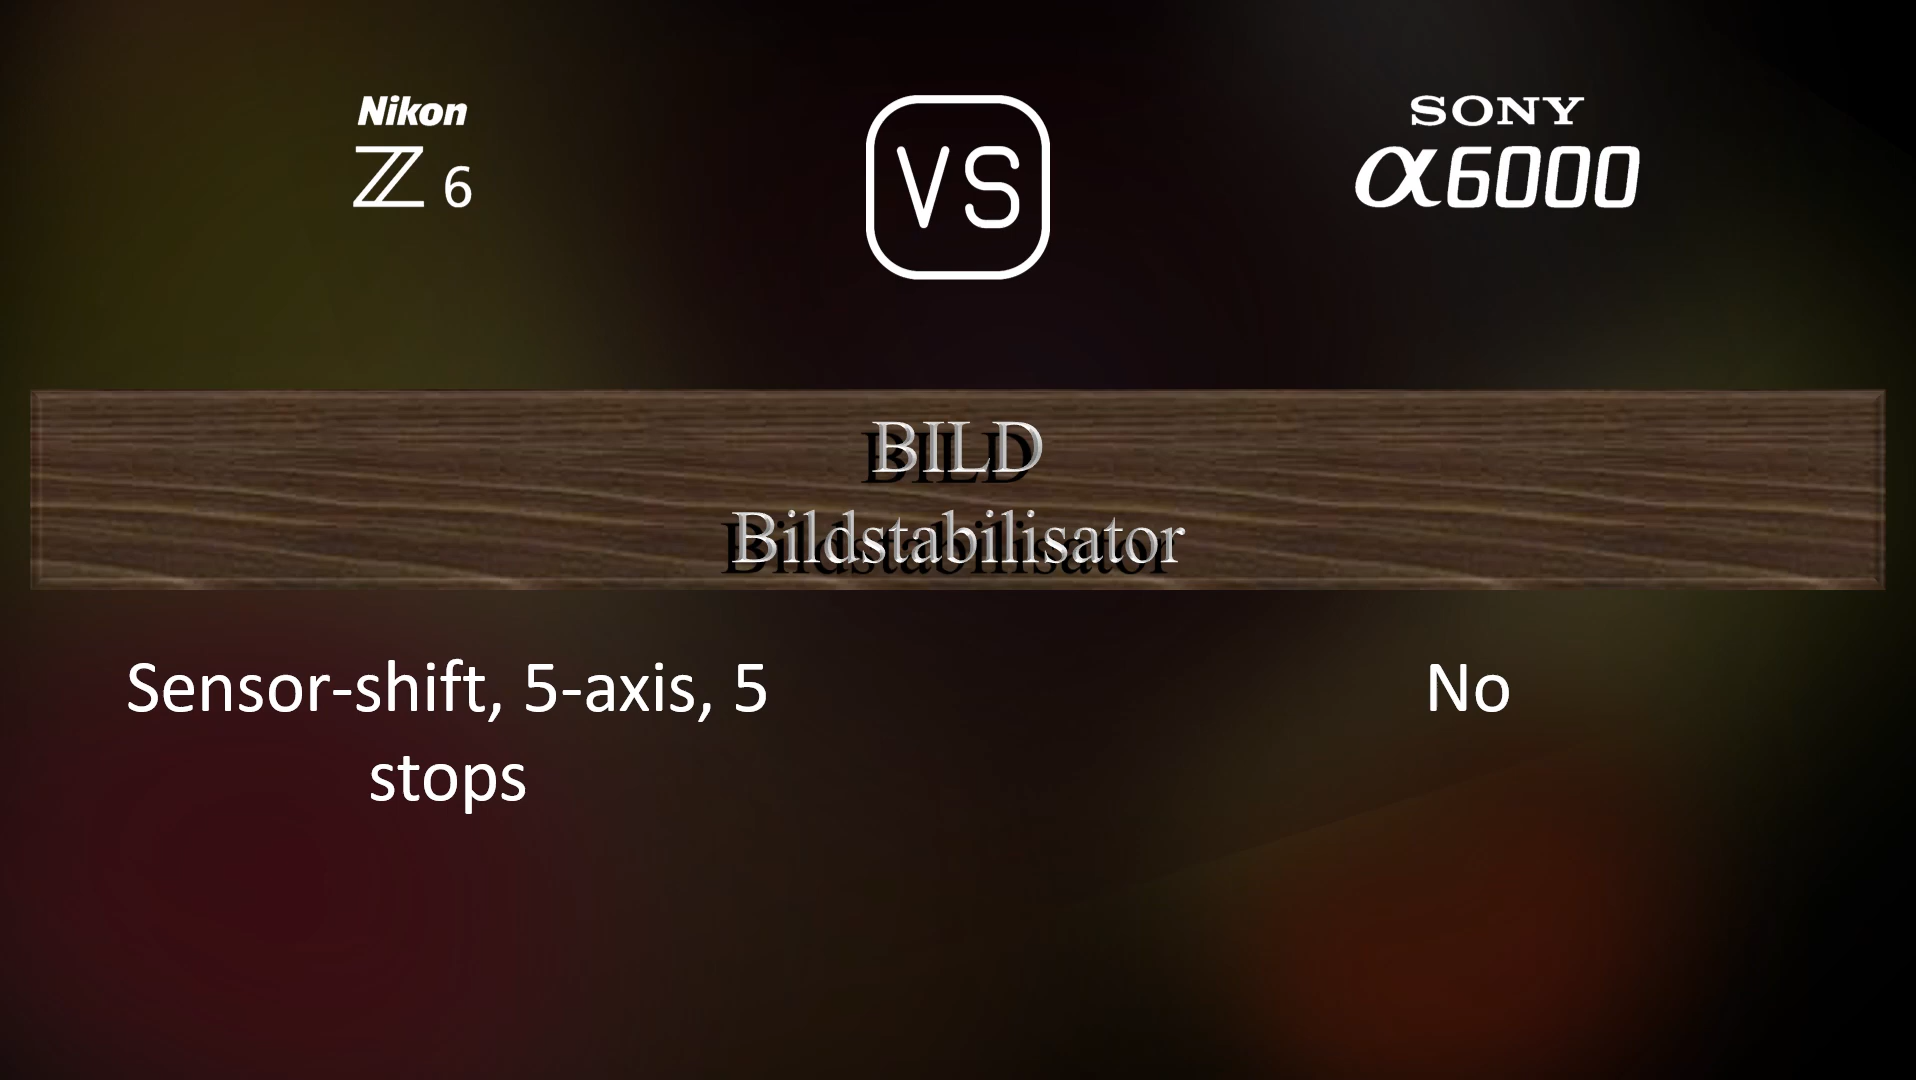 Nikon
Z 6
VS
SONY
α6000
BILD
Bildstabilisator
Sensor-shift, 5-axis, 5
stops
No